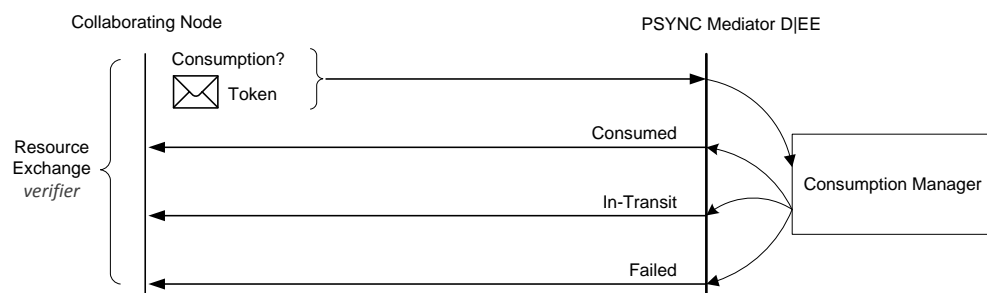 Collaborating Node
PSYNC Mediator D|EE
Consumption?
Token
Consumed
Resource
Exchange
verifier
Consumption Manager
In-Transit
Failed